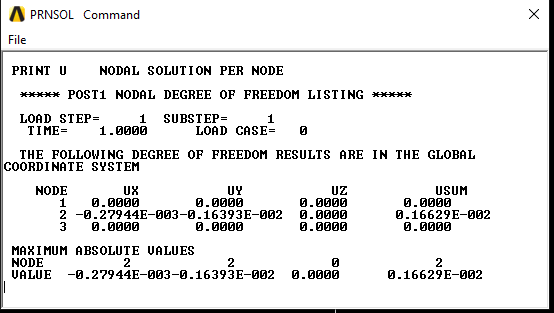 PRNSOL Command
File
PRINT U NODAL SOLUTION PER NODE
***** POST1 NODAL DEGREE OF FREEDOM LISTING *****
LOAD STEP= 1 SUBSTEP= 1
TIME= 1.0000 LOAD CASE= 0
THE FOLLOWING DEGREE OF FREEDOM RESULTS ARE IN THE GLOBAL
COORDINATE SYSTEM
NODE UX UY UZ USUM
1 0.0000 0.0000 0.0000 0.0000
2 -0.27944E-003-0.16393E-002 0.0000 0.16629E-002
3 0.0000 0.0000 0.0000 0.0000
MAXIMUM ABSOLUTE VALUES
NODE 2 2 0 2
VALUE -0.27944E-003-0.16393E-002 0.0000 0.16629E-002